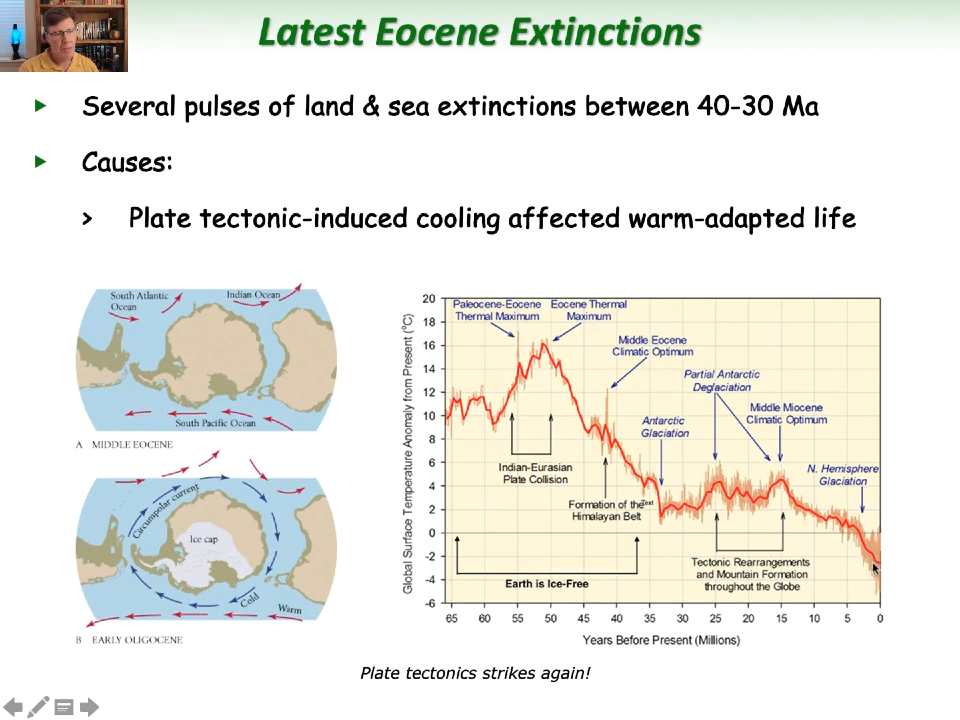 Latest Eocene Extinctions
Several pulses of land & sea extinctions between 40-30 Ma
Causes:
> Plate tectonic-induced cooling affected warm-adapted life
South Atlantic
Ocean
Indian Ocean
South Pacific Ocean
A MIDDLE EOCENE
Circumpolar current
Ice cap
Cold
Warm
B EARLY OLIGOCENE
Global Surface Temperature Anomaly from Present (°C)
20
18
16
14
12
10
8
6
4
2
0
-2
-4
-6
Paleocene-Eocene
Thermal Maximum
Eocene Thermal
Maximum
Middle Eocene
Climatic Optimum
Partial Antarctic
Deglaciation
Antarctic
Glaciation
Middle Miocene
Climatic Optimum
N. Hemisphere
Glaciation
Indian-Eurasian
Plate Collision
Formation of the
Text
Himalayan Belt
Earth is Ice-Free
Tectonic Rearrangements
and Mountain Formation
throughout the Globe
65 60 55 50 45 40 35 30 25 20 15 10 5 0
Years Before Present (Millions)
Plate tectonics strikes again!